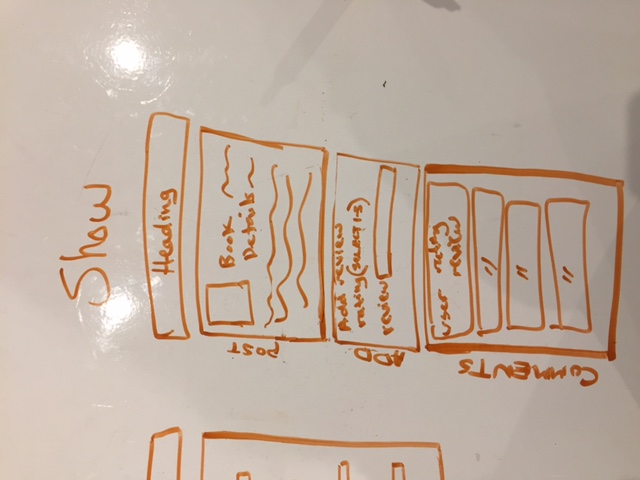 Show
Heading
POST
Book
Details
ADD
Add review
rating (select 1-5)
review
COMMENTS
user rating
review
"
"
"